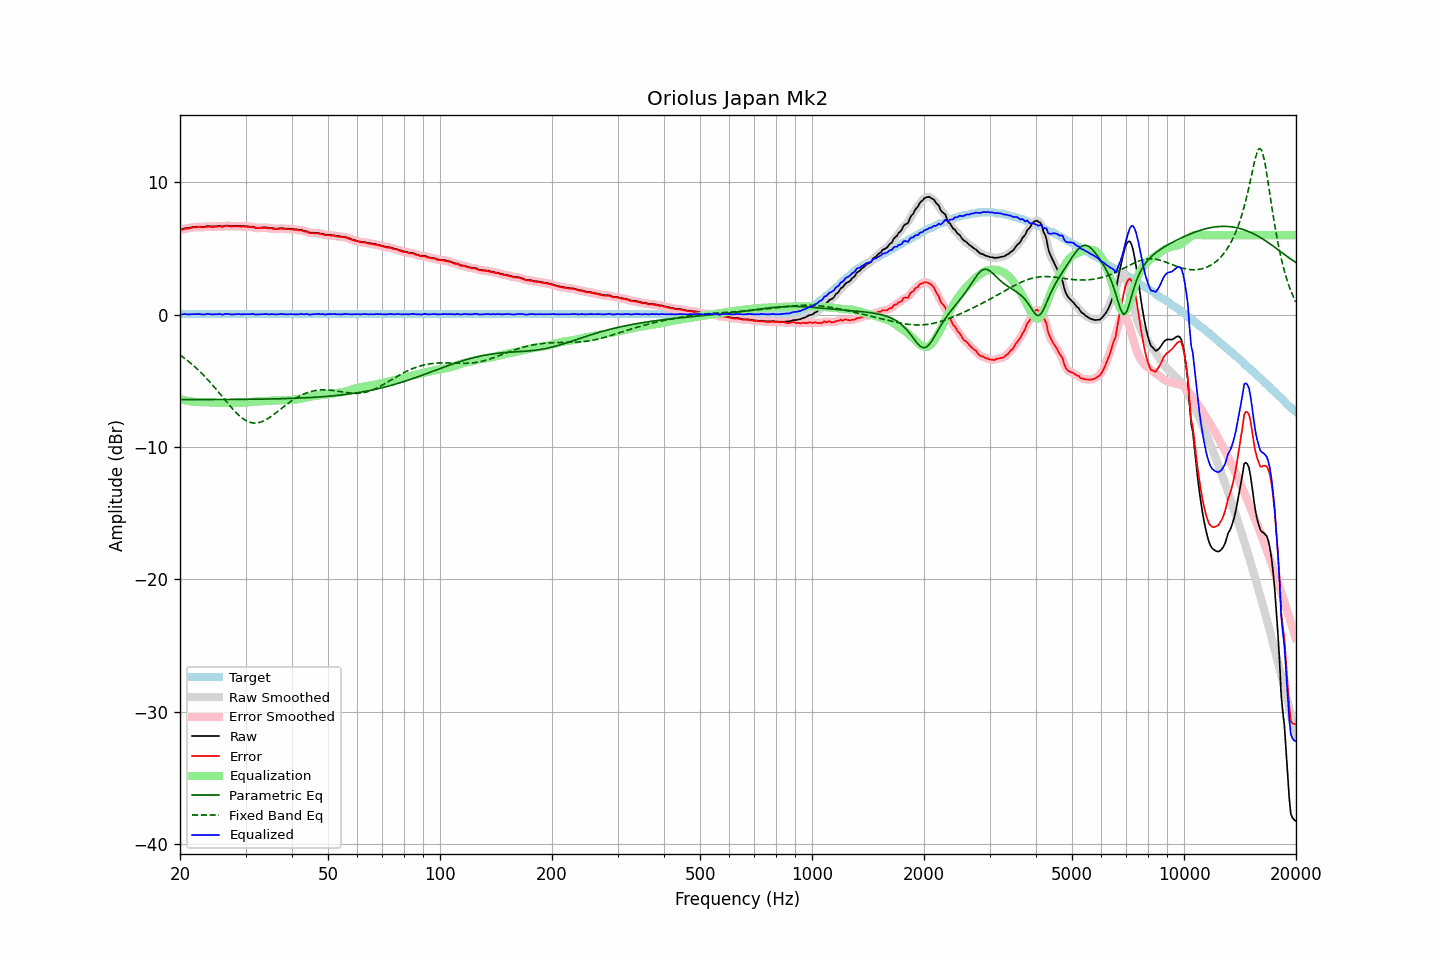 Oriolus Japan Mk2
Amplitude (dBr)
10
0
−10
−20
−30
−40
Target
Raw Smoothed
Error Smoothed
Raw
Error
Equalization
Parametric Eq
Fixed Band Eq
Equalized
20 50 100 200 500 1000 2000 5000 10000 20000
Frequency (Hz)